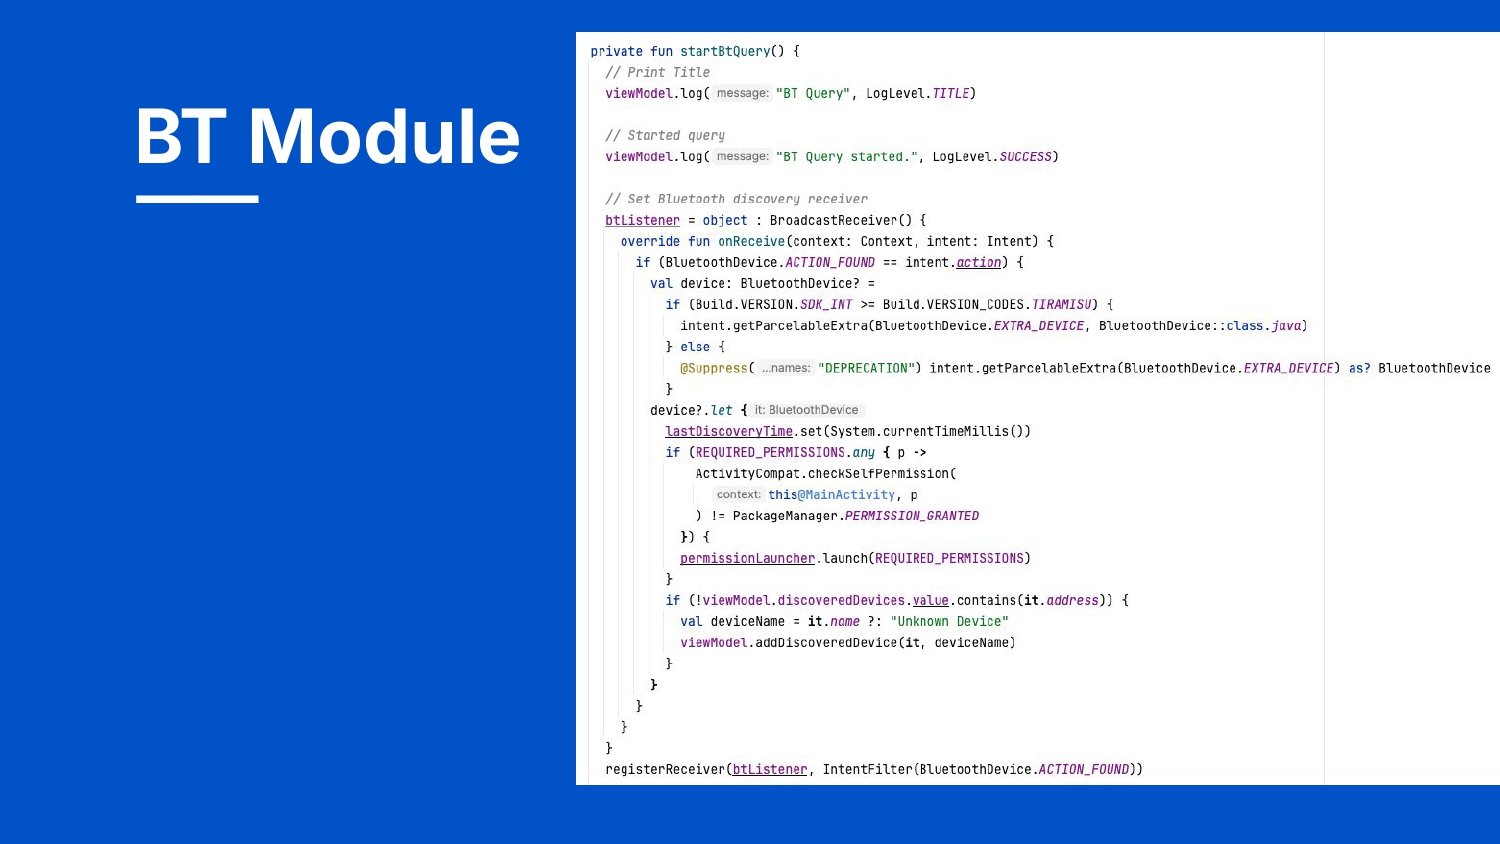 BT Module
private fun startBtQuery() {
// Print Title
viewModel.log( message: "BT Query", LogLevel.TITLE)
// Started query
viewModel.log( message: "BT Query started.", LogLevel.SUCCESS)
// Set Bluetooth discovery receiver
btListener = object : BroadcastReceiver() {
override fun onReceive(context: Context, intent: Intent) {
if (BluetoothDevice.ACTION_FOUND == intent.action) {
val device: BluetoothDevice? =
if (Build.VERSION.SDK_INT >= Build.VERSION_CODES.TIRAMISU) {
intent.getParcelableExtra(BluetoothDevice.EXTRA_DEVICE, BluetoothDevice::class.java)
} else {
@Suppress( ...names: "DEPRECATION") intent.getParcelableExtra(BluetoothDevice.EXTRA_DEVICE) as? BluetoothDevice
}
device?.let { it: BluetoothDevice
lastDiscoveryTime.set(System.currentTimeMillis())
if (REQUIRED_PERMISSIONS.any { p ->
ActivityCompat.checkSelfPermission(
context: this@MainActivity, p
) != PackageManager.PERMISSION_GRANTED
}) {
permissionLauncher.launch(REQUIRED_PERMISSIONS)
}
if (!viewModel.discoveredDevices.value.contains(it.address)) {
val deviceName = it.name ?: "Unknown Device"
viewModel.addDiscoveredDevice(it, deviceName)
}
}
}
}
}
registerReceiver(btListener, IntentFilter(BluetoothDevice.ACTION_FOUND))